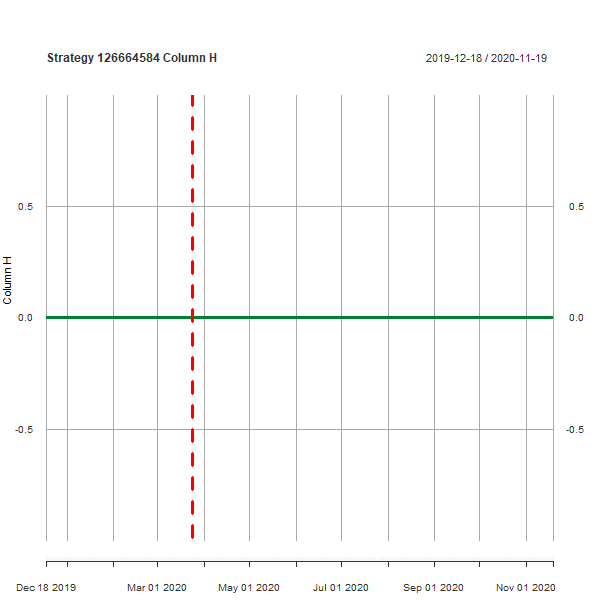 Strategy 126664584 Column H
2019-12-18 / 2020-11-19
0.5
0.5
Column H
0.0
0.0
-0.5
-0.5
Dec 18 2019
Mar 01 2020
May 01 2020
Jul 01 2020
Sep 01 2020
Nov 01 2020